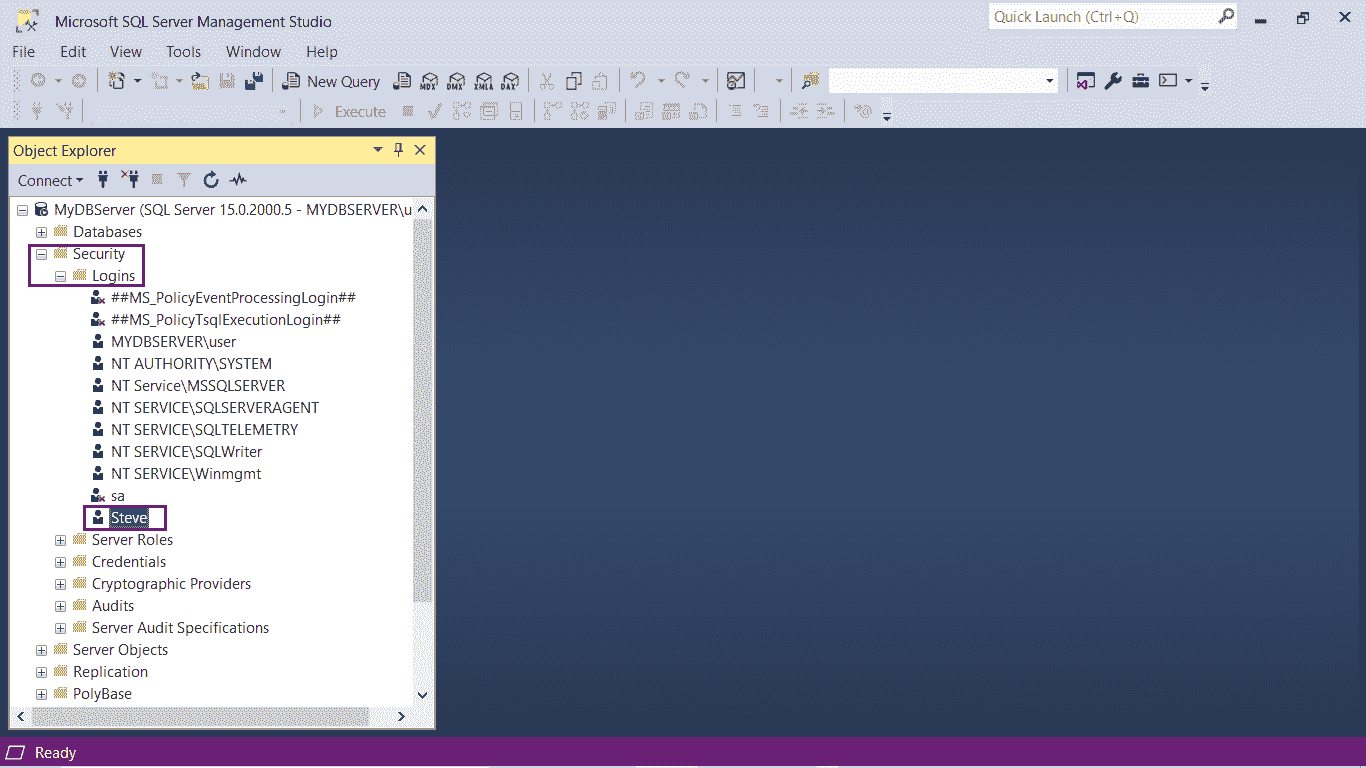 Microsoft SQL Server Management Studio
Quick Launch (Ctrl+Q)
File Edit View Tools Window Help
New Query MDX DMX XMLA DAX
Execute
Object Explorer
Connect
MyDBServer (SQL Server 15.0.2000.5 - MYDBSERVER\u
Databases
Security
Logins
##MS_PolicyEventProcessingLogin##
##MS_PolicyTsqlExecutionLogin##
MYDBSERVER\user
NT AUTHORITY\SYSTEM
NT Service\MSSQLSERVER
NT SERVICE\SQLSERVERAGENT
NT SERVICE\SQLTELEMETRY
NT SERVICE\SQLWriter
NT SERVICE\Winmgmt
sa
Steve
Server Roles
Credentials
Cryptographic Providers
Audits
Server Audit Specifications
Server Objects
Replication
PolyBase
Ready